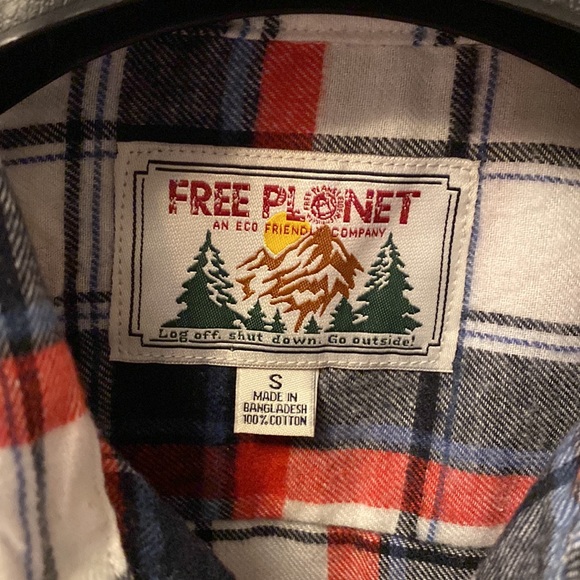 FREE PLANET
AN ECO FRIENDLY COMPANY
Log off. shut down. Go outside!
S
MADE IN
BANGLADESH
100% COTTON